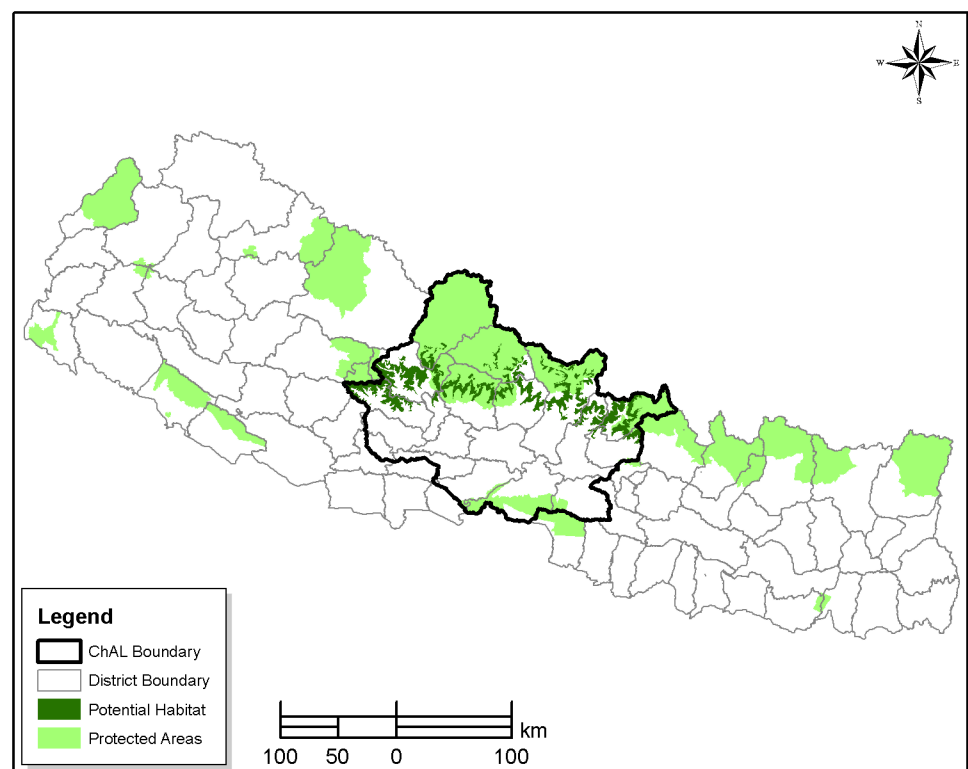 N
W E
S
Legend
ChAL Boundary
District Boundary
Potential Habitat
Protected Areas
km
100 50 0 100